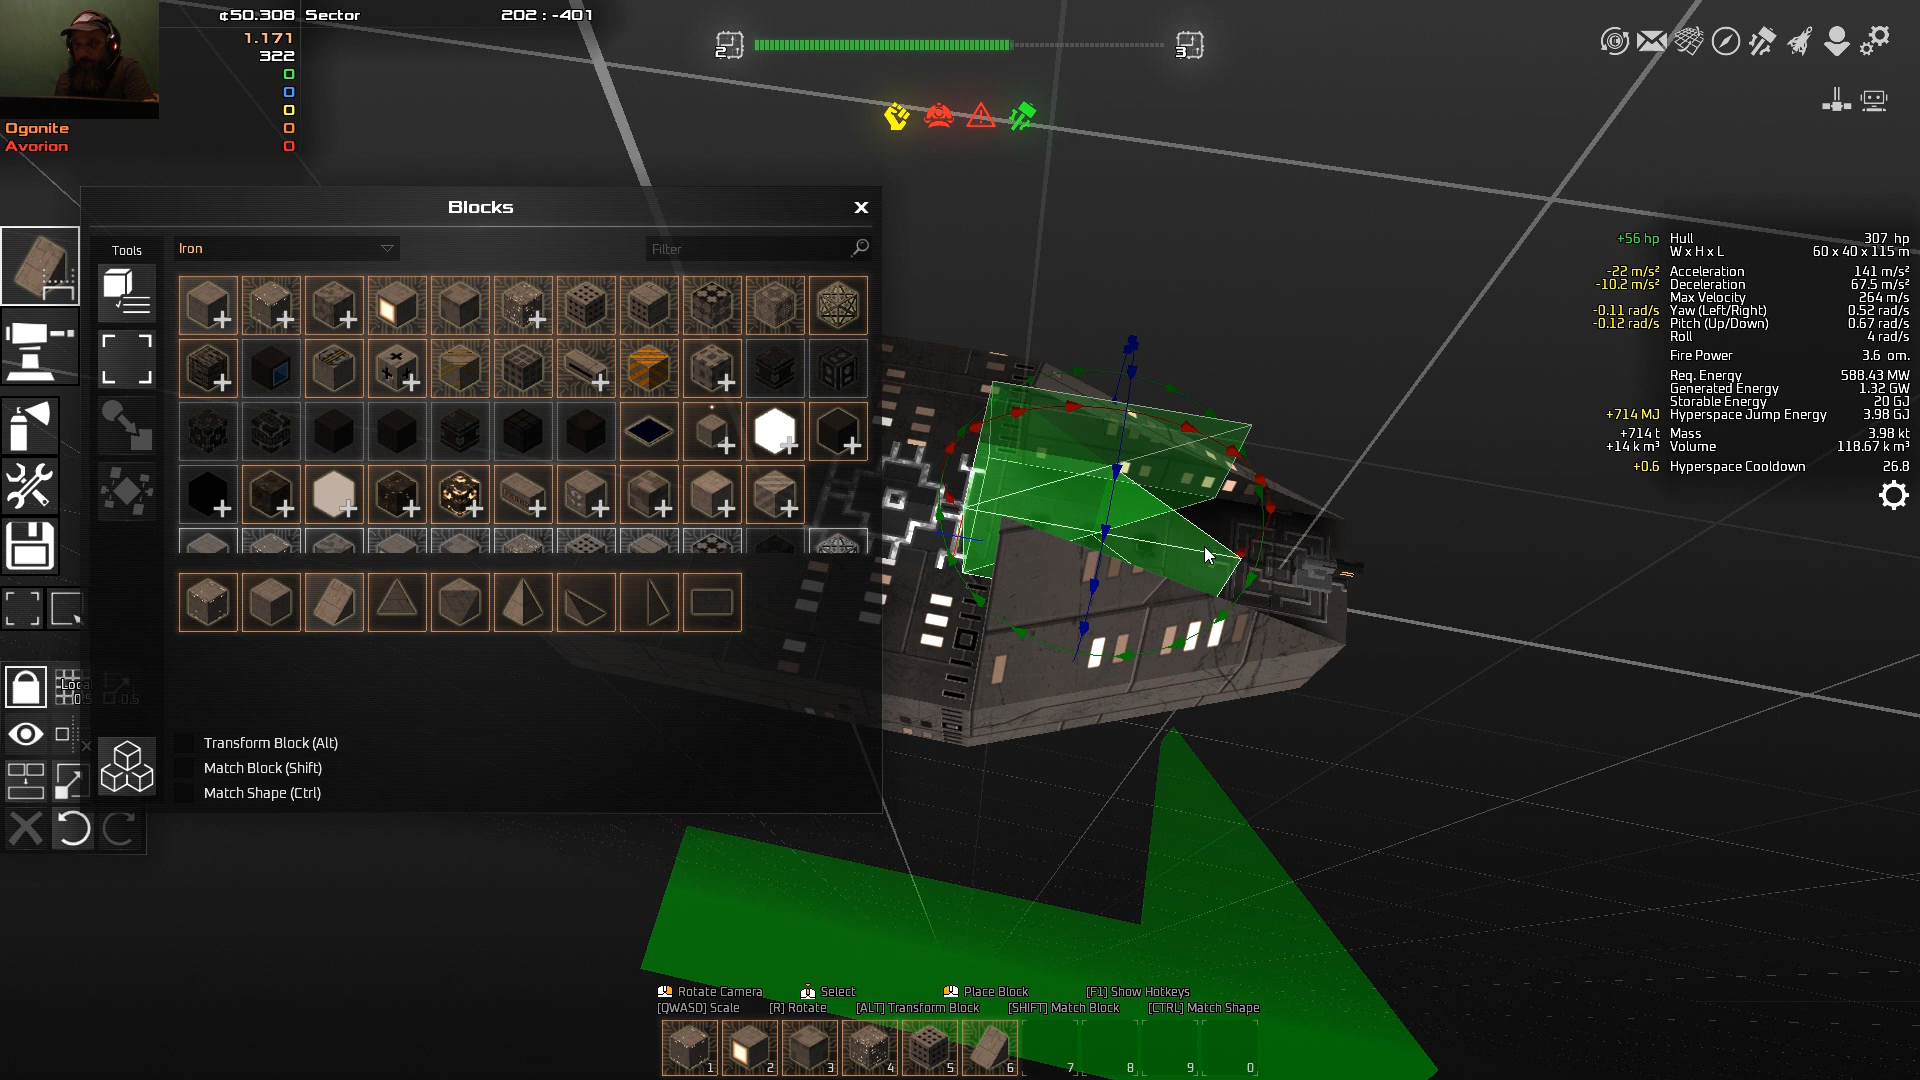 ¢50.308 Sector 202 : -401
1.171
322
0
0
0
Ogonite 0
Avorion 0
2
3
Blocks
X
Tools
Iron
Filter
Transform Block (Alt)
Match Block (Shift)
Match Shape (Ctrl)
+56 hp Hull 307 hp
W x H x L 60 x 40 x 115 m
-22 m/s² Acceleration 141 m/s²
-10.2 m/s² Deceleration 67.5 m/s²
Max Velocity 264 m/s
-0.11 rad/s Yaw (Left/Right) 0.52 rad/s
-0.12 rad/s Pitch (Up/Down) 0.67 rad/s
Roll 4 rad/s
Fire Power 3.6 om.
Req. Energy 588.43 MW
Generated Energy 1.32 GW
Storable Energy 20 GJ
+714 MJ Hyperspace Jump Energy 3.98 GJ
+714 t Mass 3.98 kt
+14 k m³ Volume 118.67 k m³
+0.6 Hyperspace Cooldown 26.8
Rotate Camera Select Place Block [F1] Show Hotkeys
[QWASD] Scale [R] Rotate [ALT] Transform Block [SHIFT] Match Block [CTRL] Match Shape
1 2 3 4 5 6 7 8 9 0